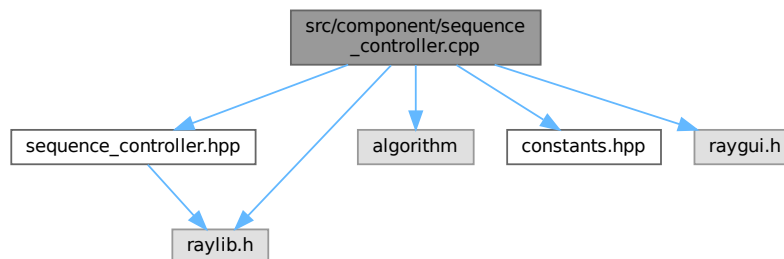 src/component/sequence
_controller.cpp
sequence_controller.hpp
algorithm
constants.hpp
raygui.h
raylib.h